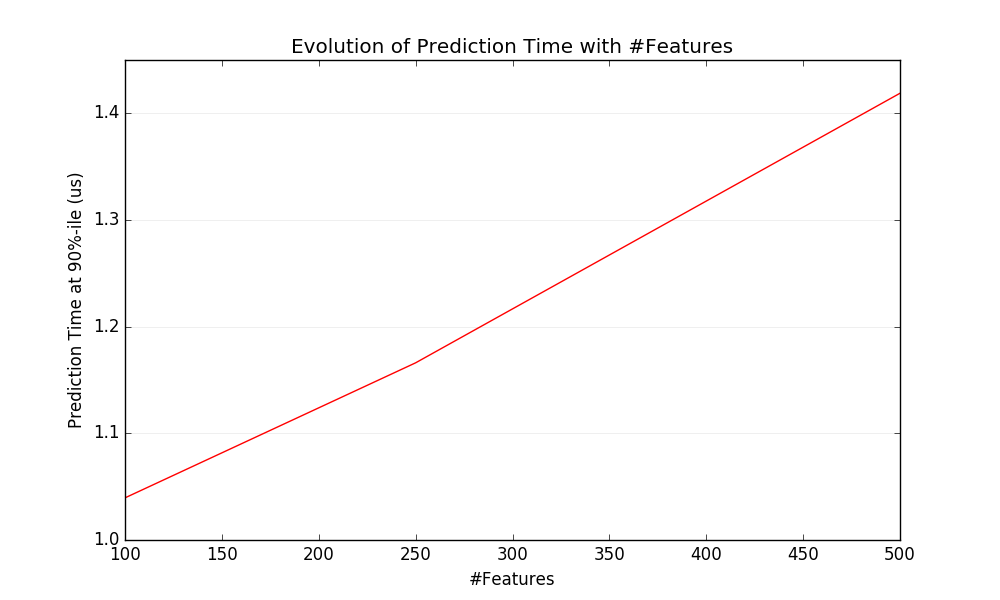 Evolution of Prediction Time with #Features
Prediction Time at 90%-ile (us)
1.4
1.3
1.2
1.1
1.0
100 150 200 250 300 350 400 450 500
#Features